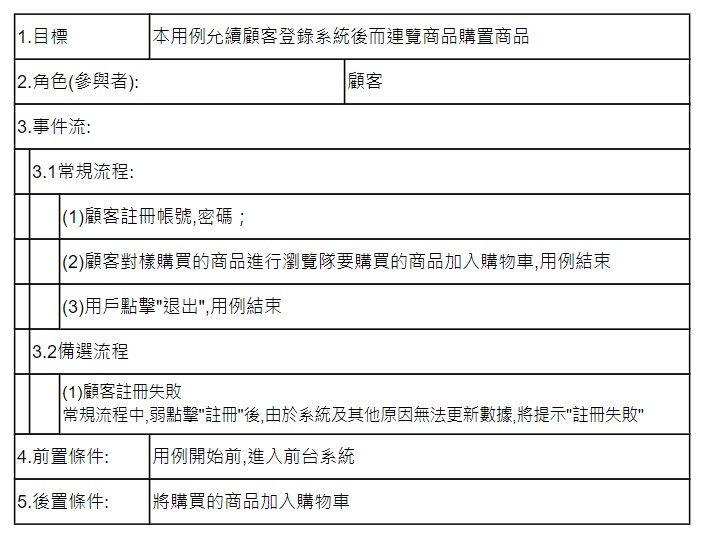 1.目標 本用例允續顧客登錄系統後而連覽商品購置商品
2.角色(參與者): 顧客
3.事件流:
3.1常規流程:
(1)顧客註冊帳號,密碼；
(2)顧客對樣購買的商品進行瀏覽隊要購買的商品加入購物車,用例結束
(3)用戶點擊"退出",用例結束
3.2備選流程
(1)顧客註冊失敗
常規流程中,弱點擊"註冊"後,由於系統及其他原因無法更新數據,將提示"註冊失敗"
4.前置條件: 用例開始前,進入前台系統
5.後置條件: 將購買的商品加入購物車